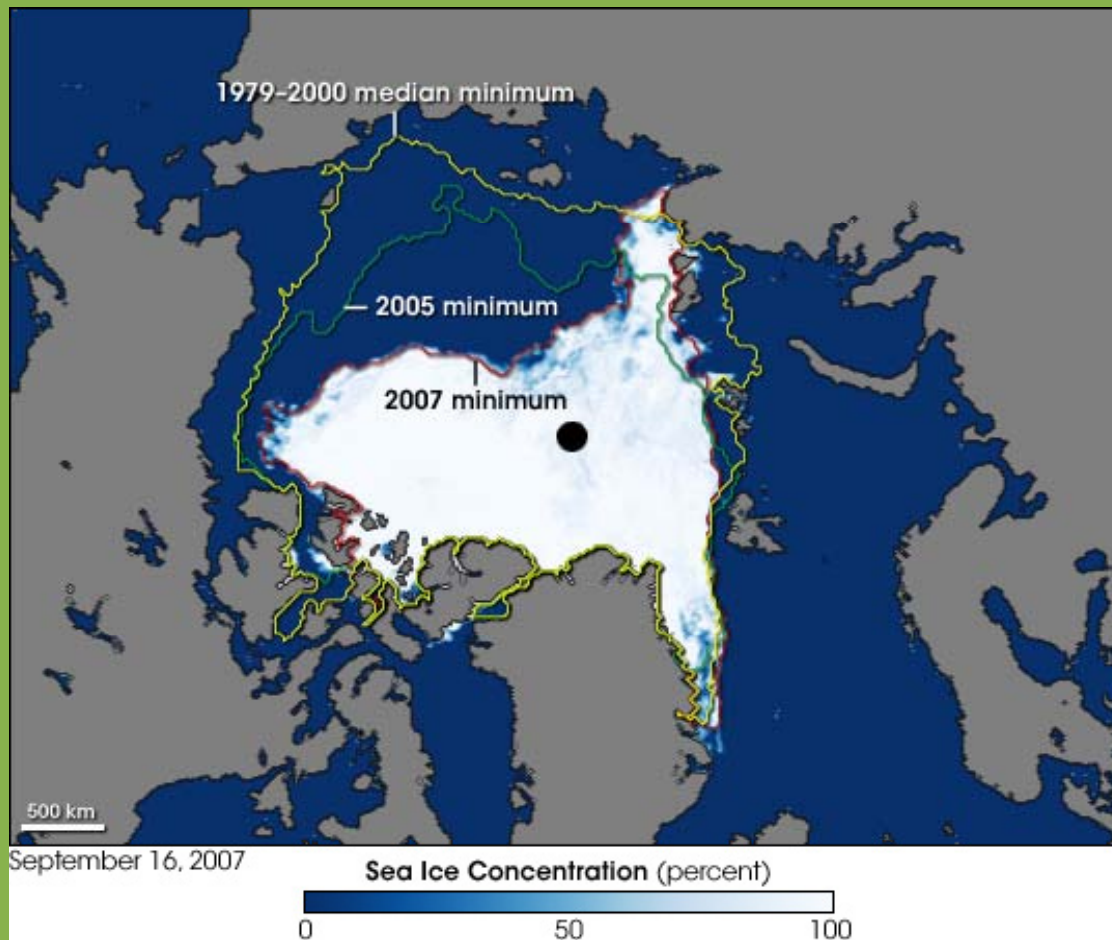 1979-2000 median minimum
2005 minimum
2007 minimum
500 km
September 16, 2007
Sea Ice Concentration (percent)
0 50 100